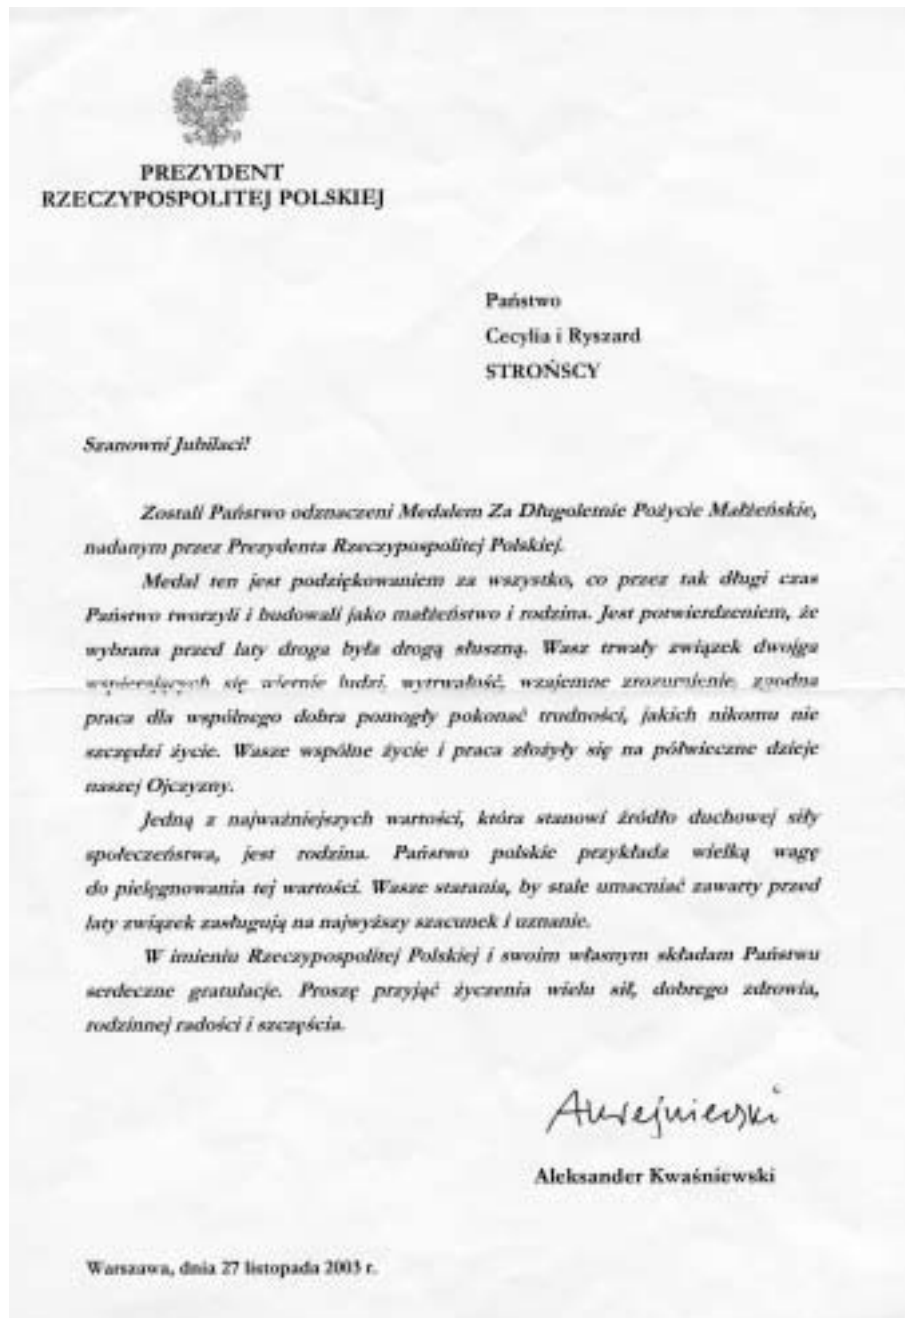 PREZYDENT
RZECZYPOSPOLITEJ POLSKIEJ
Państwo
Cecylia i Ryszard
STROŃSCY
Szanowni Jubilaci!
Zostali Państwo odznaczeni Medalem Za Długoletnie Pożycie Małżeńskie,
nadanym przez Prezydenta Rzeczypospolitej Polskiej.
Medal ten jest podziękowaniem za wszystko, co przez tak długi czas
Państwo tworzyli i budowali jako małżeństwo i rodzina. Jest potwierdzeniem, że
wybrana przed laty droga była drogą słuszną. Wasz trwały związek dwojga
wspierających się wiernie ludzi, wytrwałość, wzajemne zrozumienie, zgodna
praca dla wspólnego dobra pomogły pokonać trudności, jakich nikomu nie
szczędzi życie. Wasze wspólne życie i praca złożyły się na półwieczne dzieje
naszej Ojczyzny.
Jedną z najważniejszych wartości, która stanowi źródło duchowej siły
społeczeństwa, jest rodzina. Państwo polskie przykłada wielką wagę
do pielęgnowania tej wartości. Wasze starania, by stale umacniać zawarty przed
laty związek zasługują na najwyższy szacunek i uznanie.
W imieniu Rzeczypospolitej Polskiej i swoim własnym składam Państwu
serdeczne gratulacje. Proszę przyjąć życzenia wielu sił, dobrego zdrowia,
rodzinnej radości i szczęścia.
Aleksander Kwaśniewski
Warszawa, dnia 27 listopada 2003 r.